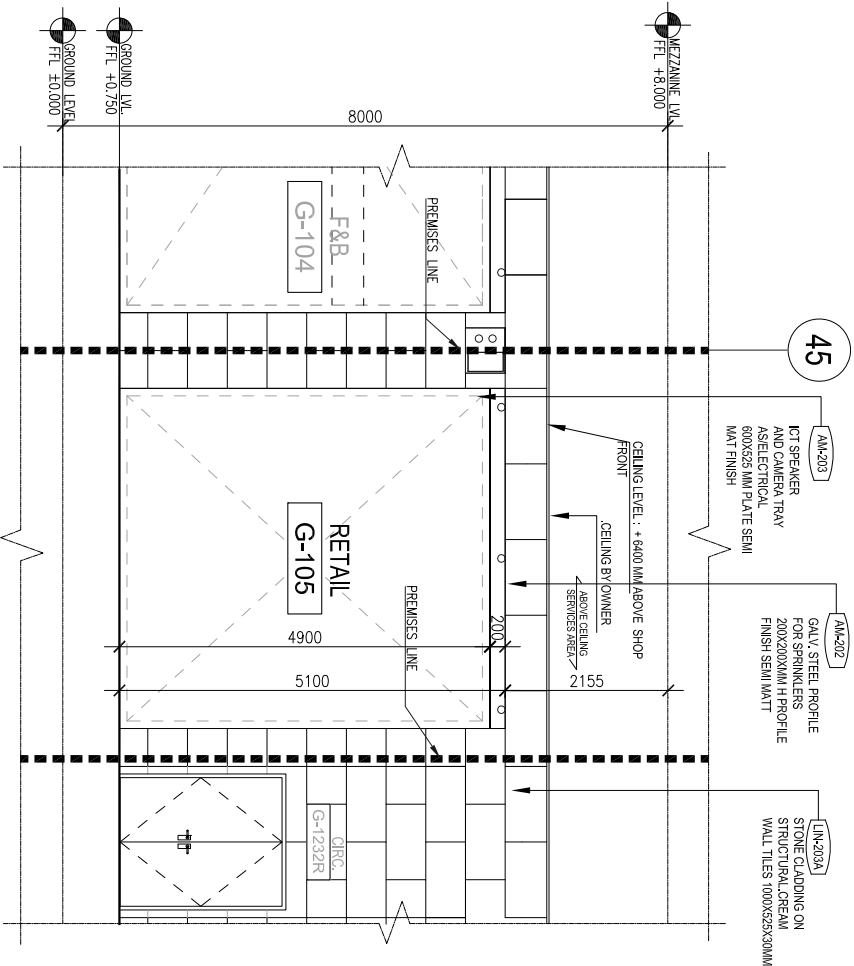 MEZZANINE LVL.
FFL +8.000
GROUND LVL.
FFL +0.750
GROUND LEVEL
FFL ±0.000
8000
45
AM-203
ICT SPEAKER
AND CAMERA TRAY
AS/ELECTRICAL
600X525 MM PLATE SEMI
MAT FINISH
AM-202
GALV. STEEL PROFILE
FOR SPRINKLERS
200X200XMM H PROFILE
FINISH SEMI MATT
LIN-203A
STONE CLADDING ON
STRUCTURAL.CREAM
WALL TILES 1000X525X30MM
CEILING LEVEL : + 6400 MM ABOVE SHOP
FRONT
.CEILING BY OWNER
ABOVE CEILING
SERVICES AREA
PREMISES LINE
F&B
G-104
RETAIL
G-105
PREMISES LINE
200
4900
5100
2155
CIRC.
G-1232R